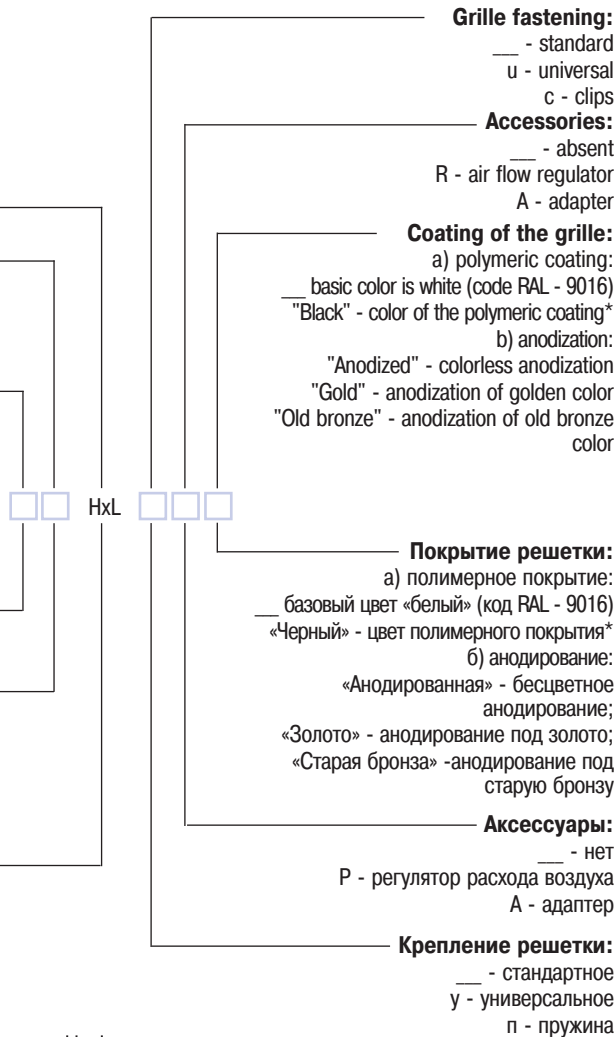 Grille fastening:
___ - standard
u - universal
c - clips
Accessories:
___ - absent
R - air flow regulator
A - adapter
Coating of the grille:
a) polymeric coating:
__ basic color is white (code RAL - 9016)
"Black" - color of the polymeric coating*
b) anodization:
"Anodized" - colorless anodization
"Gold" - anodization of golden color
"Old bronze" - anodization of old bronze
color
HxL
Покрытие решетки:
а) полимерное покрытие:
__ базовый цвет «белый» (код RAL - 9016)
«Черный» - цвет полимерного покрытия*
б) анодирование:
«Анодированная» - бесцветное
анодирование;
«Золото» - анодирование под золото;
«Старая бронза» -анодирование под
старую бронзу
Аксессуары:
___ - нет
Р - регулятор расхода воздуха
А - адаптер
Крепление решетки:
___ - стандартное
у - универсальное
п - пружина